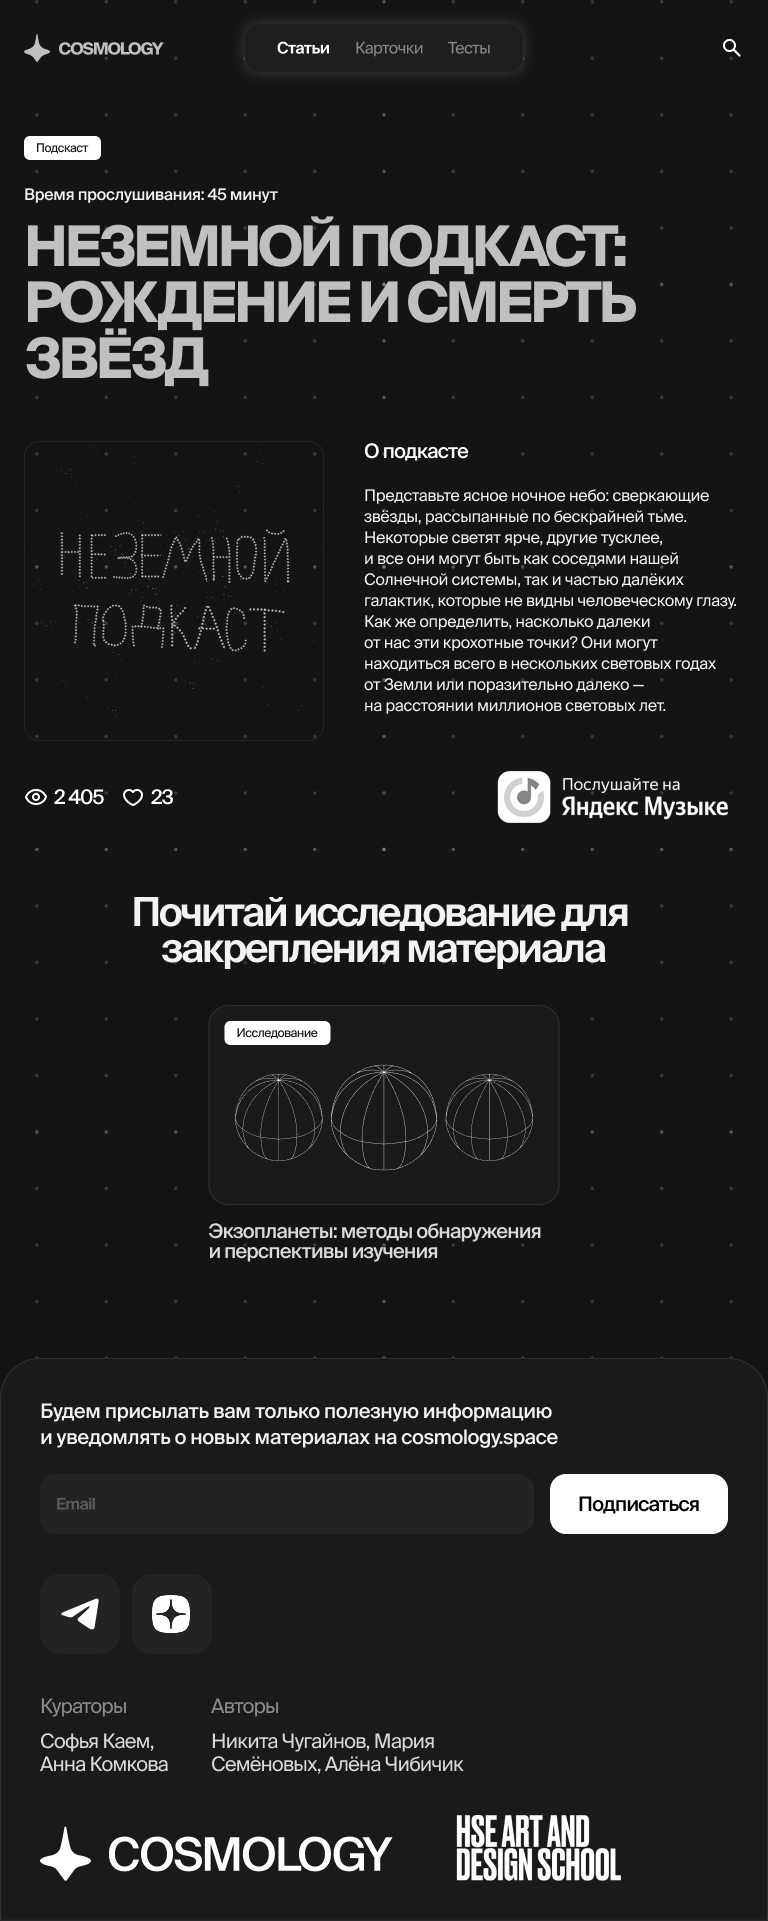 COSMOLOGY
Статьи Карточки Тесты
Подскаст
Время прослушивания: 45 минут
НЕЗЕМНОЙ ПОДКАСТ:
РОЖДЕНИЕ И СМЕРТЬ
ЗВЁЗД
НЕЗЕМНОЙ
ПОДКАСТ
О подкасте
Представьте ясное ночное небо: сверкающие
звёзды, рассыпанные по бескрайней тьме.
Некоторые светят ярче, другие тусклее,
и все они могут быть как соседями нашей
Солнечной системы, так и частью далёких
галактик, которые не видны человеческому глазу.
Как же определить, насколько далеки
от нас эти крохотные точки? Они могут
находиться всего в нескольких световых годах
от Земли или поразительно далеко —
на расстоянии миллионов световых лет.
2 405 23
Послушайте на
Яндекс Музыке
Почитай исследование для
закрепления материала
Исследование
Экзопланеты: методы обнаружения
и перспективы изучения
Будем присылать вам только полезную информацию
и уведомлять о новых материалах на cosmology.space
Email
Подписаться
Кураторы
Софья Каем,
Анна Комкова
Авторы
Никита Чугайнов, Мария
Семёновых, Алёна Чибичик
COSMOLOGY
HSE ART AND
DESIGN SCHOOL